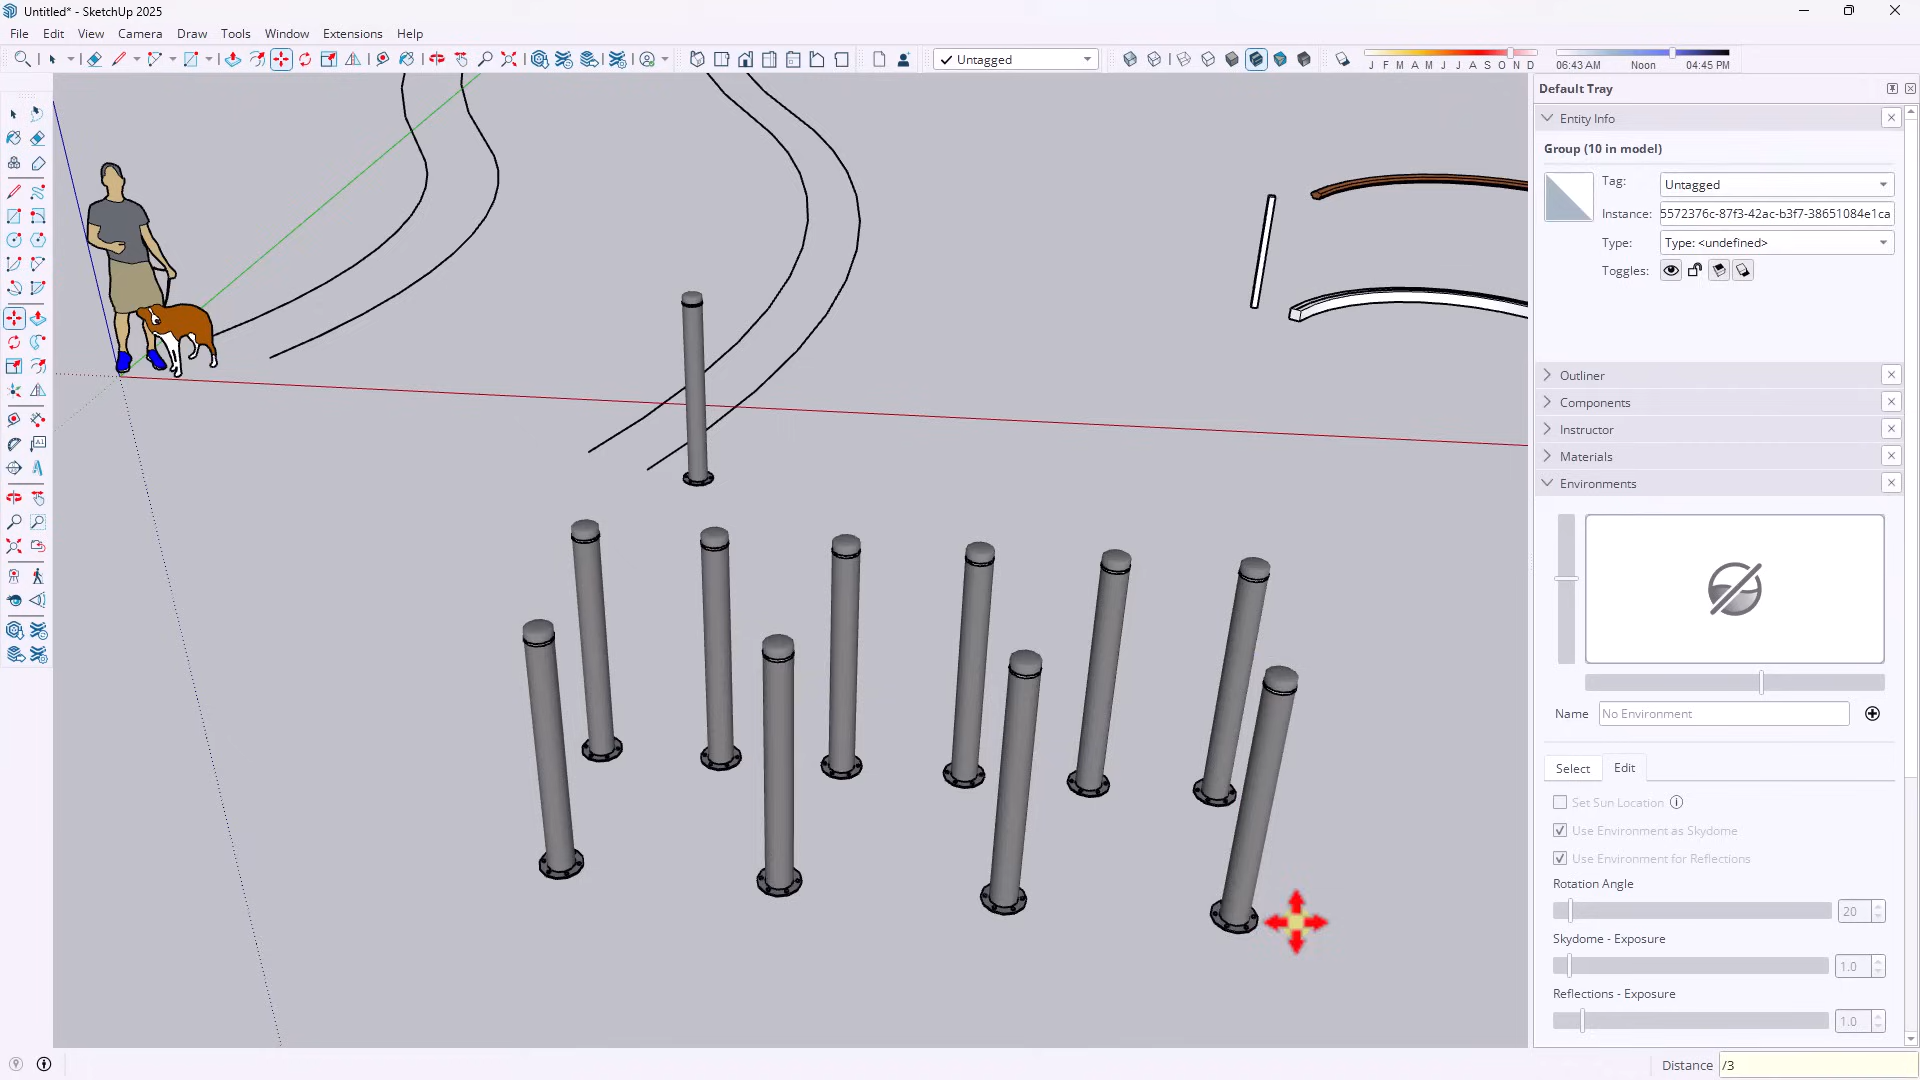 Untitled* - SketchUp 2025
File Edit View Camera Draw Tools Window Extensions Help
Untagged
J F M A M J J A S O N D
06:43 AM Noon 04:45 PM
Default Tray
Entity Info
Group (10 in model)
Tag: Untagged
Instance: 5572376c-87f3-42ac-b3f7-38651084e1ca
Type: Type: <undefined>
Toggles:
Outliner
Components
Instructor
Materials
Environments
Name No Environment
Select Edit
Set Sun Location
Use Environment as Skydome
Use Environment for Reflections
Rotation Angle
20
Skydome - Exposure
1.0
Reflections - Exposure
1.0
Distance /3